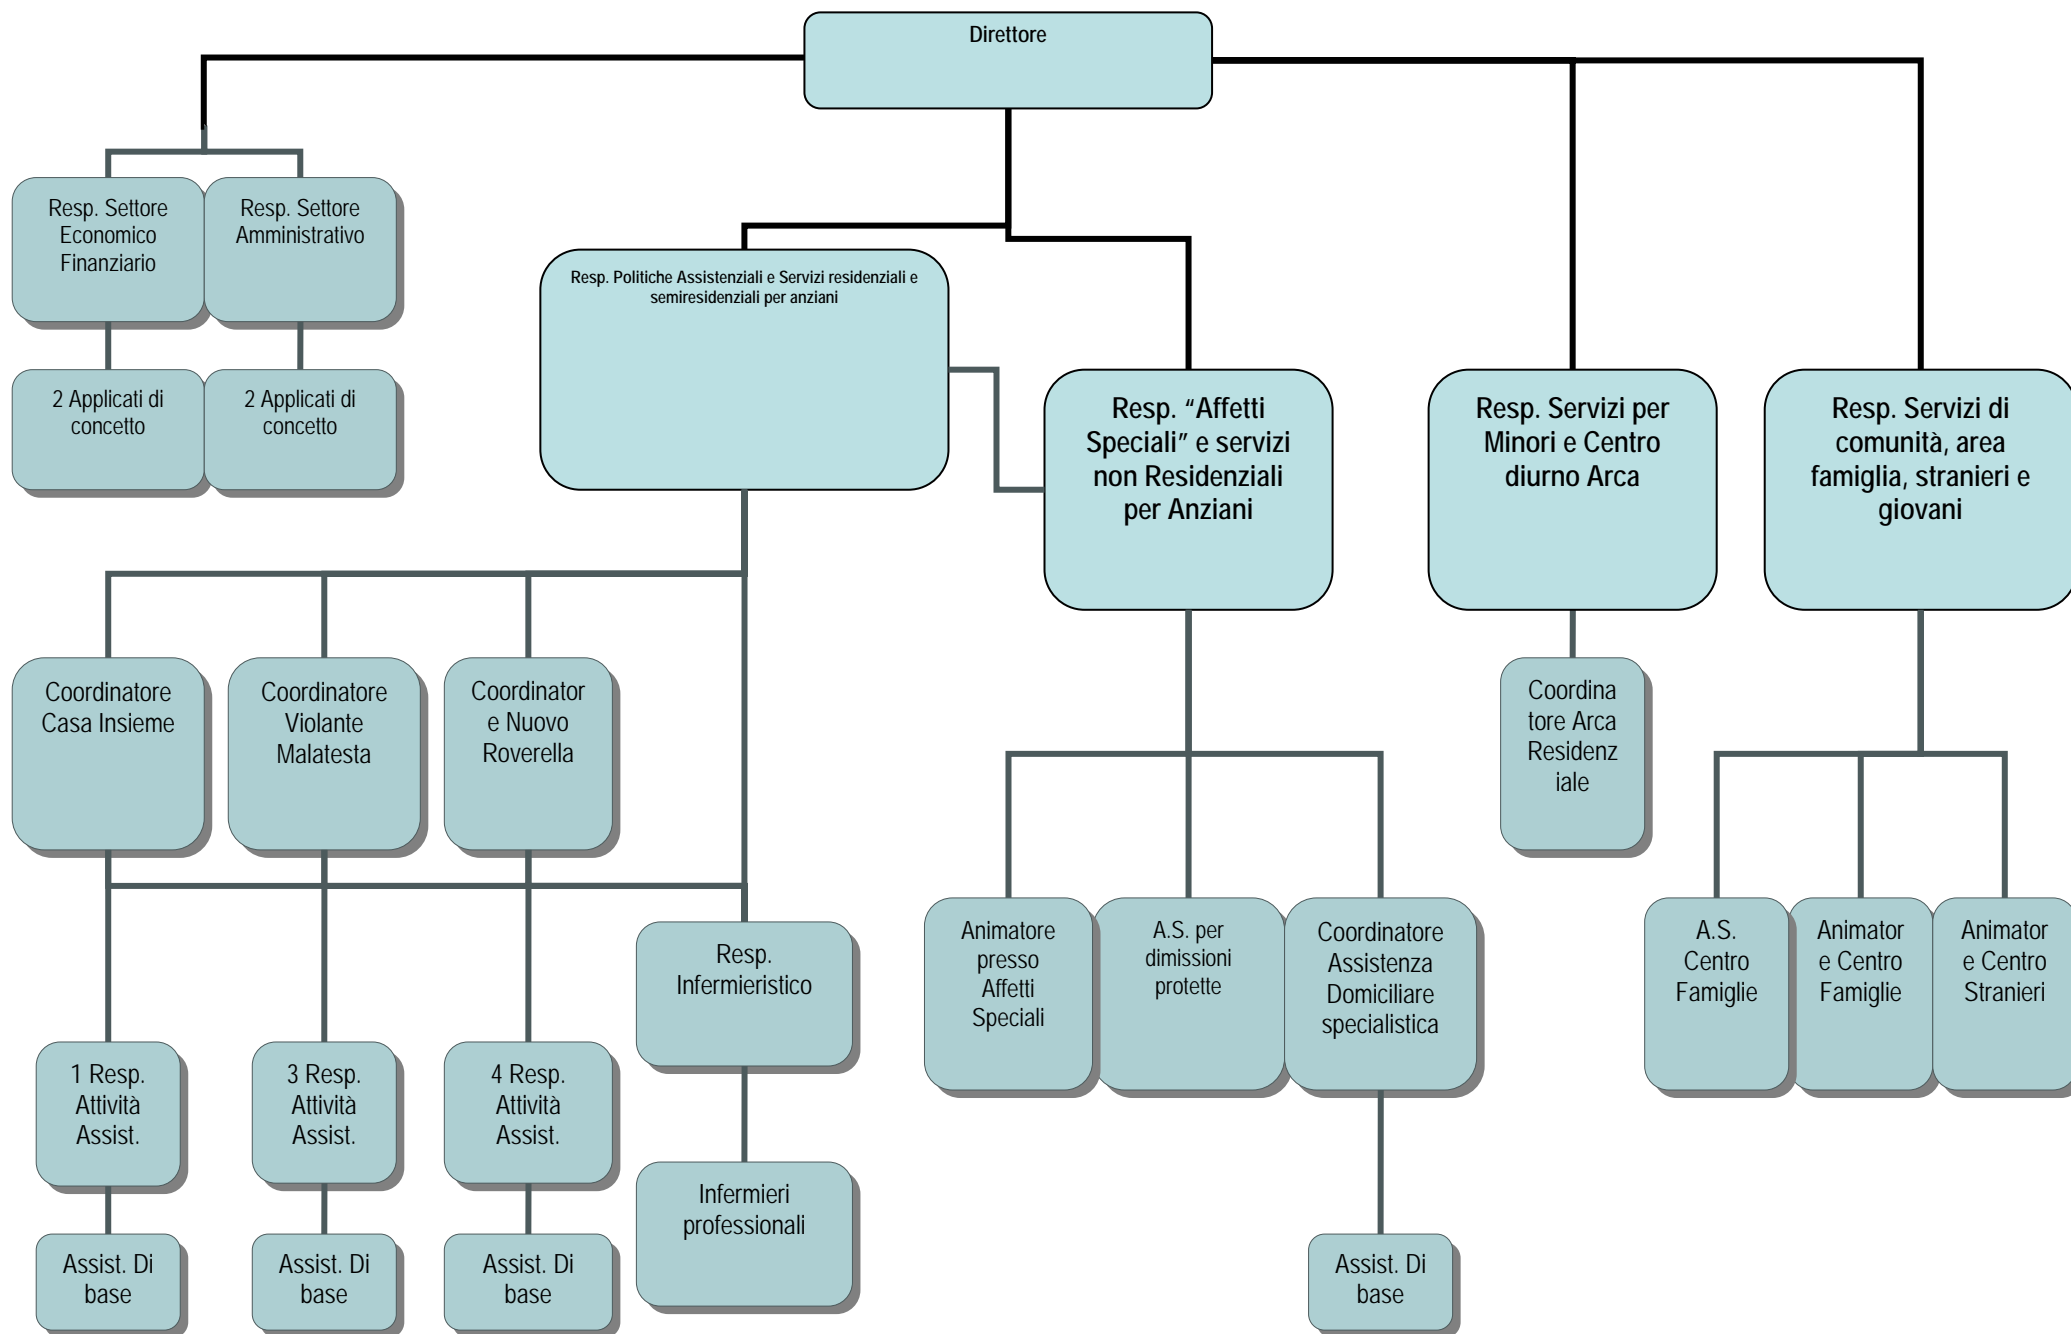 Direttore
Resp. Settore
Economico
Finanziario
Resp. Settore
Amministrativo
2 Applicati di
concetto
2 Applicati di
concetto
Resp. Politiche Assistenziali e Servizi residenziali e
semiresidenziali per anziani
Resp. “Affetti
Speciali” e servizi
non Residenziali
per Anziani
Resp. Servizi per
Minori e Centro
diurno Arca
Resp. Servizi di
comunità, area
famiglia, stranieri e
giovani
Coordinatore
Casa Insieme
Coordinatore
Violante
Malatesta
Coordinator
e Nuovo
Roverella
Coordina
tore Arca
Residenz
iale
Resp.
Infermieristico
Animatore
presso
Affetti
Speciali
A.S. per
dimissioni
protette
Coordinatore
Assistenza
Domiciliare
specialistica
A.S.
Centro
Famiglie
Animator
e Centro
Famiglie
Animator
e Centro
Stranieri
1 Resp.
Attività
Assist.
3 Resp.
Attività
Assist.
4 Resp.
Attività
Assist.
Infermieri
professionali
Assist. Di
base
Assist. Di
base
Assist. Di
base
Assist. Di
base